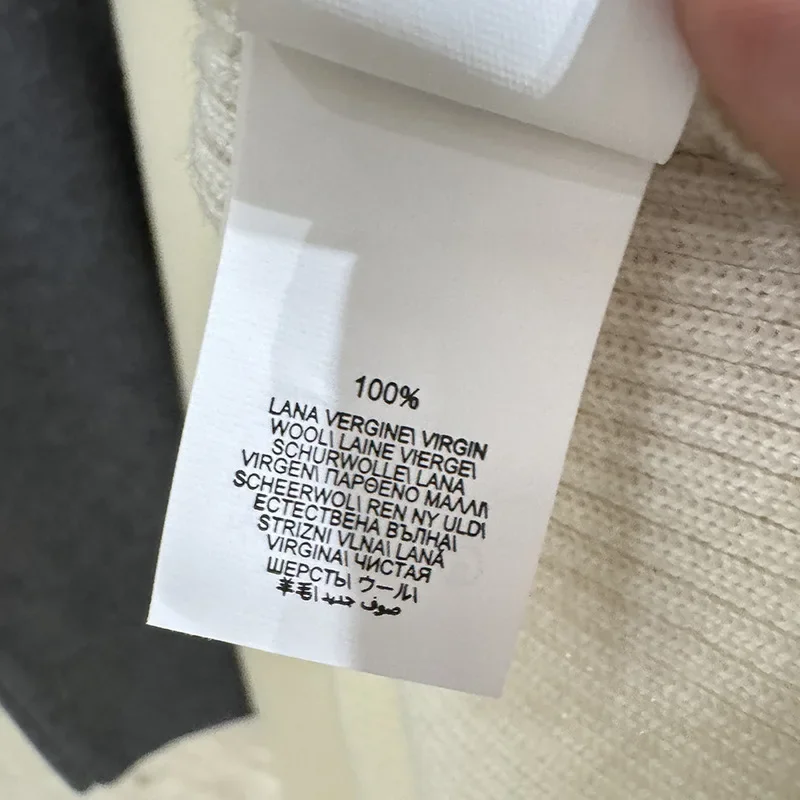 100%
LANA VERGINE\ VIRGIN
WOOL\ LAINE VIERGE\
SCHURWOLLE\ LANA
VIRGEN\ ΠΑΡΘΕΝΟ ΜΑΛΛΙ\
SCHEERWOL\ REN NY ULD\
ЕСТЕСТВЕНА ВЪЛНА\
STRIZNI VLNA\ LANĂ
VIRGINA\ ЧИСТАЯ
ШЕРСТЬ\ ウール\
羊毛\ صوف جديد